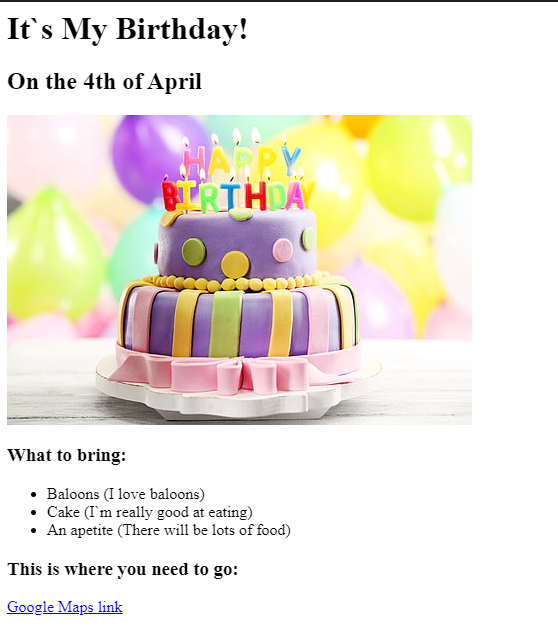 It`s My Birthday!
On the 4th of April
HAPPY
BIRTHDAY
What to bring:
Baloons (I love baloons)
Cake (I`m really good at eating)
An apetite (There will be lots of food)
This is where you need to go:
Google Maps link